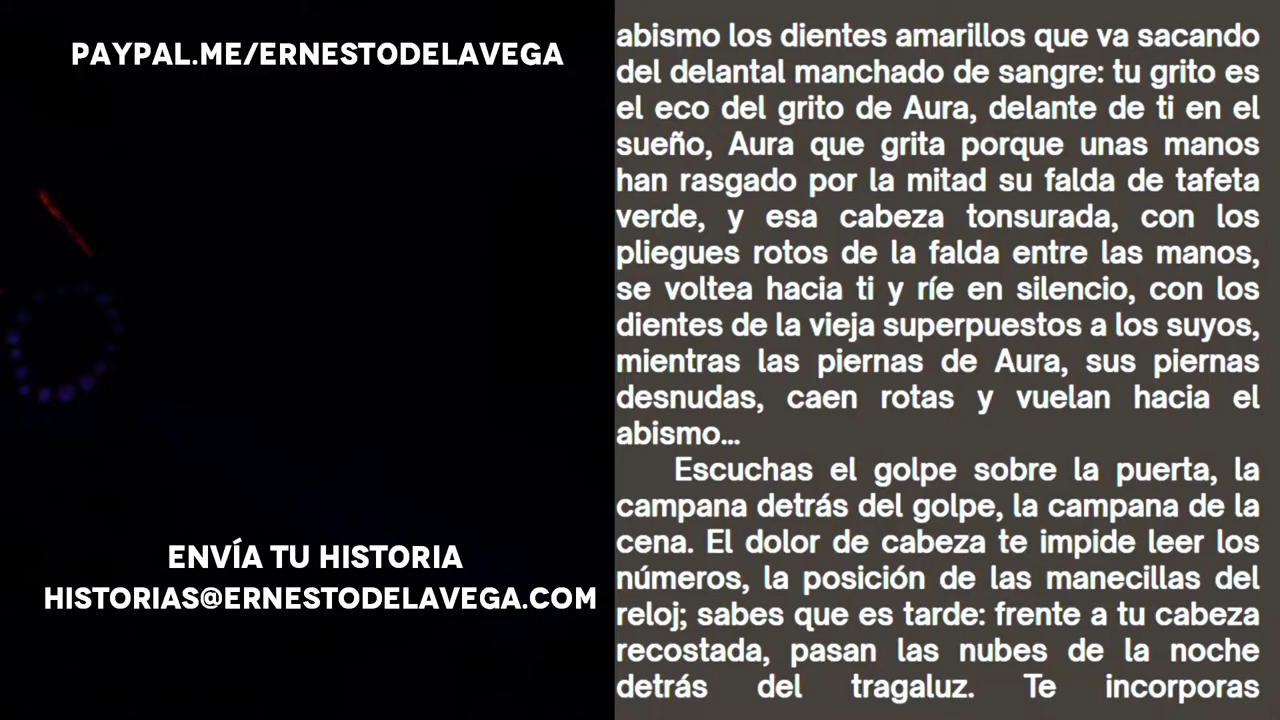 PAYPAL.ME/ERNESTODELAVEGA
ENVÍA TU HISTORIA
HISTORIAS@ERNESTODELAVEGA.COM
abismo los dientes amarillos que va sacando
del delantal manchado de sangre: tu grito es
el eco del grito de Aura, delante de ti en el
sueño, Aura que grita porque unas manos
han rasgado por la mitad su falda de tafeta
verde, y esa cabeza tonsurada, con los
pliegues rotos de la falda entre las manos,
se voltea hacia ti y ríe en silencio, con los
dientes de la vieja superpuestos a los suyos,
mientras las piernas de Aura, sus piernas
desnudas, caen rotas y vuelan hacia el
abismo...
Escuchas el golpe sobre la puerta, la
campana detrás del golpe, la campana de la
cena. El dolor de cabeza te impide leer los
números, la posición de las manecillas del
reloj; sabes que es tarde: frente a tu cabeza
recostada, pasan las nubes de la noche
detrás del tragaluz. Te incorporas